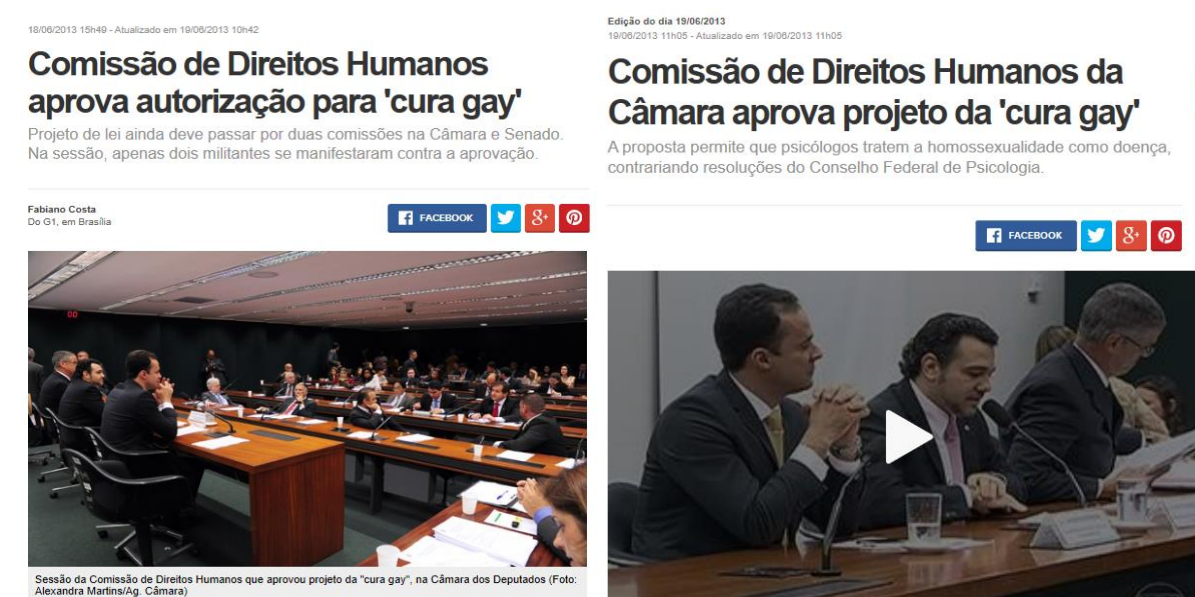 18/06/2013 15h49 - Atualizado em 19/06/2013 10h42
Comissão de Direitos Humanos
aprova autorização para 'cura gay'
Projeto de lei ainda deve passar por duas comissões na Câmara e Senado.
Na sessão, apenas dois militantes se manifestaram contra a aprovação.
Fabiano Costa
Do G1, em Brasília
FACEBOOK
00
Sessão da Comissão de Direitos Humanos que aprovou projeto da "cura gay", na Câmara dos Deputados (Foto:
Alexandra Martins/Ag. Câmara)
Edição do dia 19/06/2013
19/06/2013 11h05 - Atualizado em 19/06/2013 11h05
Comissão de Direitos Humanos da
Câmara aprova projeto da 'cura gay'
A proposta permite que psicólogos tratem a homossexualidade como doença,
contrariando resoluções do Conselho Federal de Psicologia.
FACEBOOK